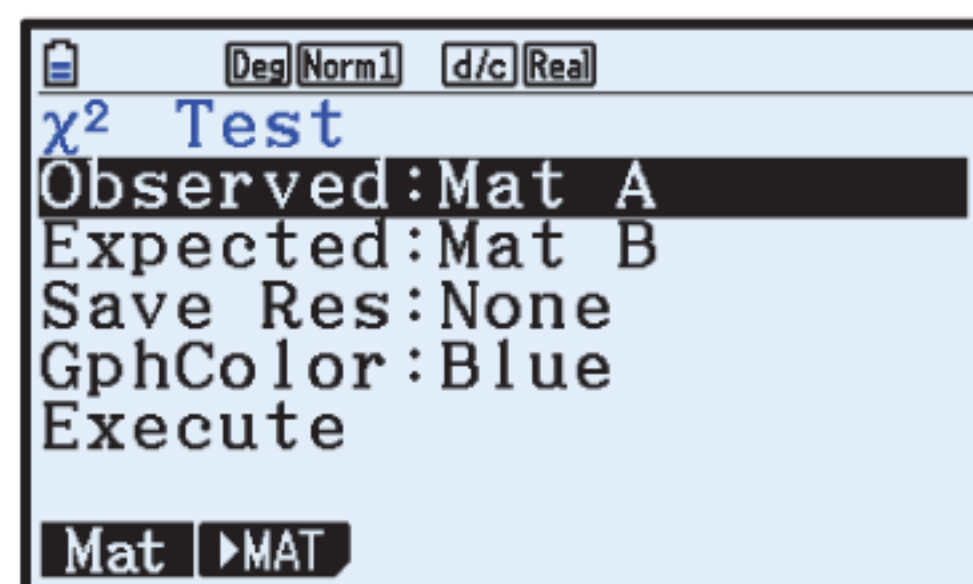 Deg Norm1 d/c Real
χ² Test
Observed:Mat A
Expected:Mat B
Save Res:None
GphColor:Blue
Execute
Mat ▶MAT